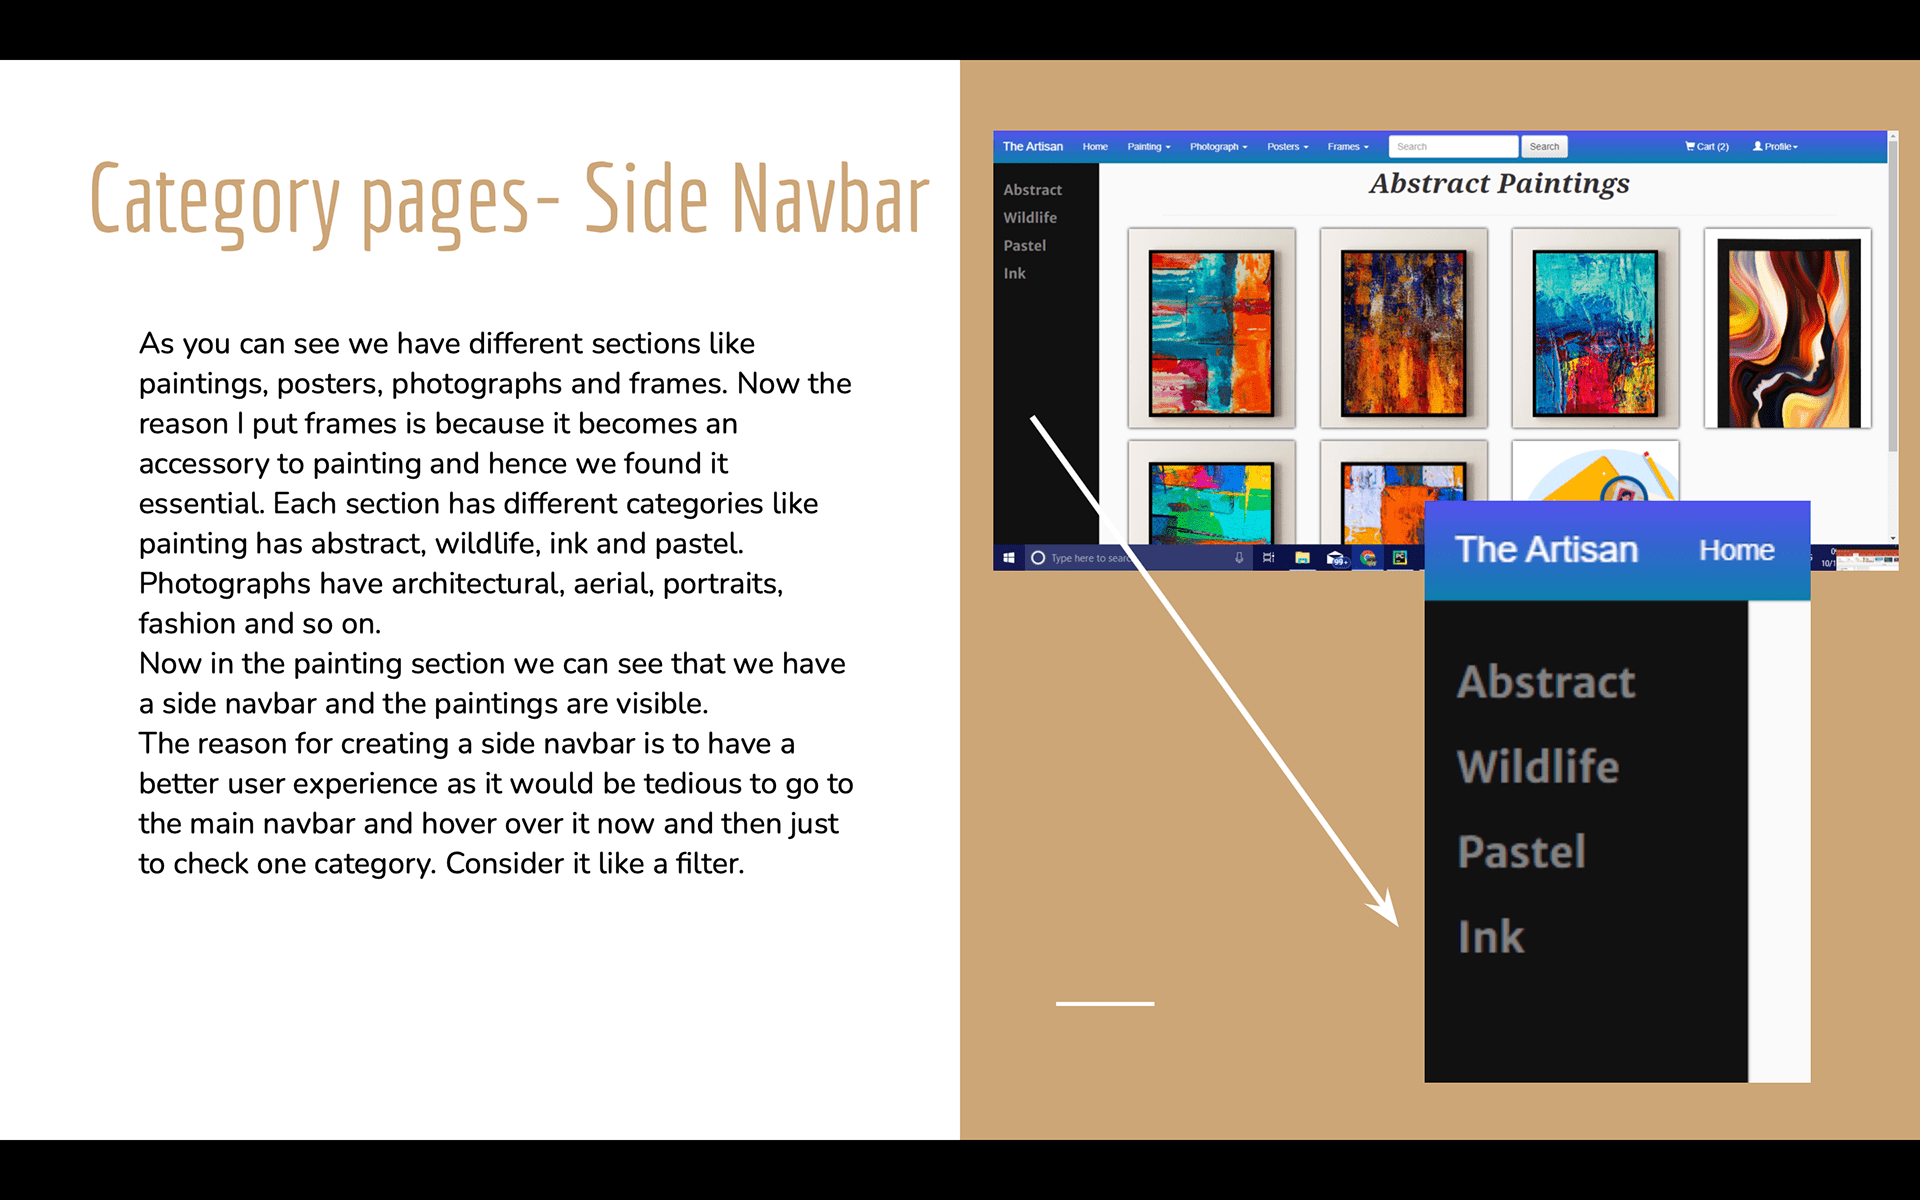 Category pages- Side Navbar
As you can see we have different sections like
paintings, posters, photographs and frames. Now the
reason I put frames is because it becomes an
accessory to painting and hence we found it
essential. Each section has different categories like
painting has abstract, wildlife, ink and pastel.
Photographs have architectural, aerial, portraits,
fashion and so on.
Now in the painting section we can see that we have
a side navbar and the paintings are visible.
The reason for creating a side navbar is to have a
better user experience as it would be tedious to go to
the main navbar and hover over it now and then just
to check one category. Consider it like a filter.
The Artisan Home Painting Photograph Posters Frames Search Search Cart (2) Profile
Abstract Paintings
Abstract
Wildlife
Pastel
Ink
Type here to search
99+
The Artisan Home
Abstract
Wildlife
Pastel
Ink